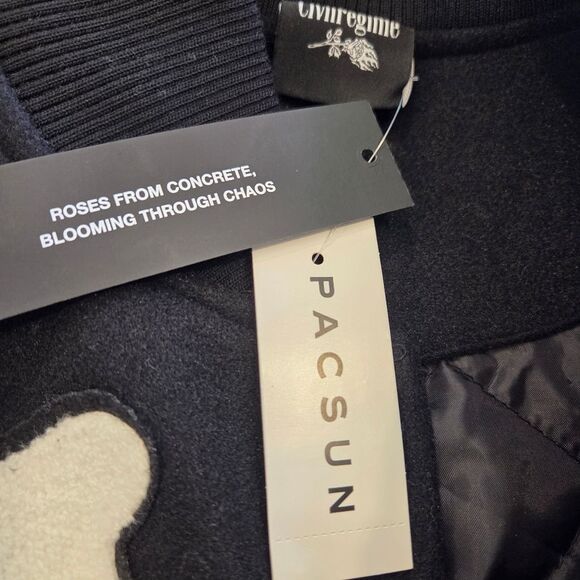 civilregime
ROSES FROM CONCRETE,
BLOOMING THROUGH CHAOS
PACSUN